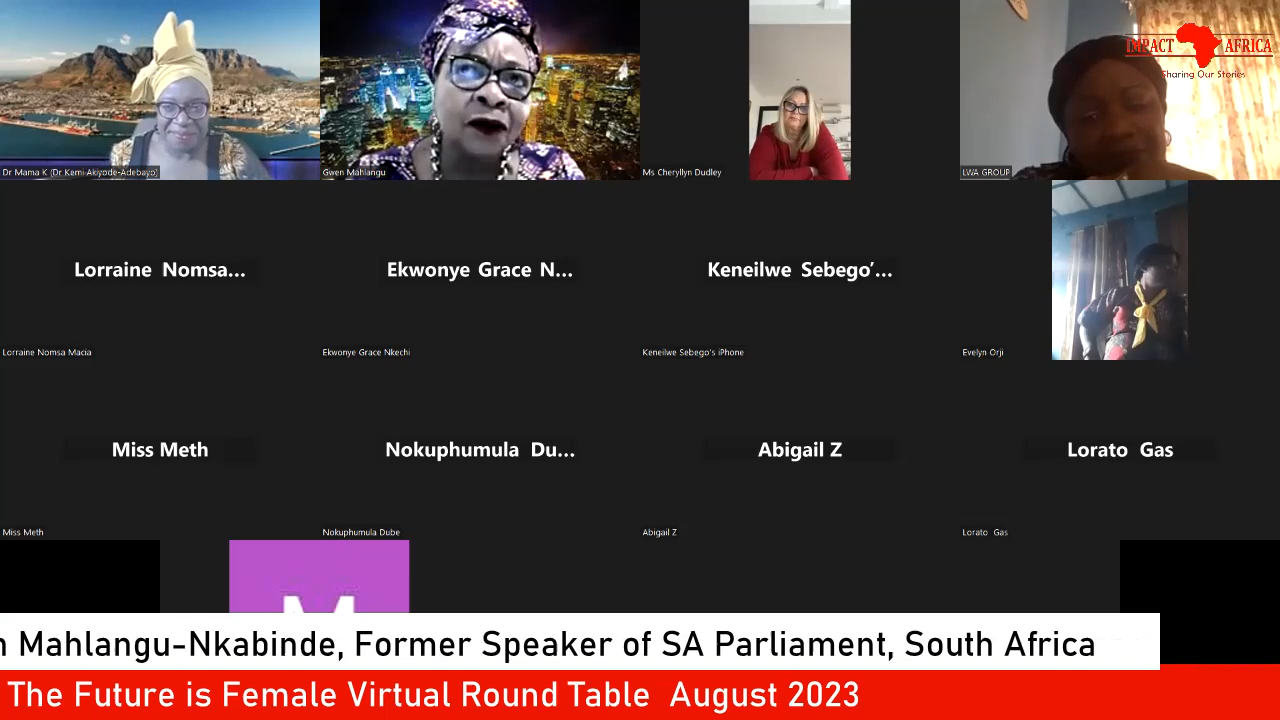 IMPACT AFRICA
Sharing Our Stories
Dr Mama K (Dr Kemi Akiyode-Adebayo)
Gwen Mahlangu
Ms Cheryllyn Dudley
LWA GROUP
Lorraine Nomsa...
Ekwonye Grace N...
Keneilwe Sebego’...
Lorraine Nomsa Macia
Ekwonye Grace Nkechi
Keneilwe Sebego's iPhone
Evelyn Orji
Miss Meth
Nokuphumula Du...
Abigail Z
Lorato Gas
Miss Meth
Nokuphumula Dube
Abigail Z
Lorato Gas
M
n Mahlangu-Nkabinde, Former Speaker of SA Parliament, South Africa
The Future is Female Virtual Round Table August 2023